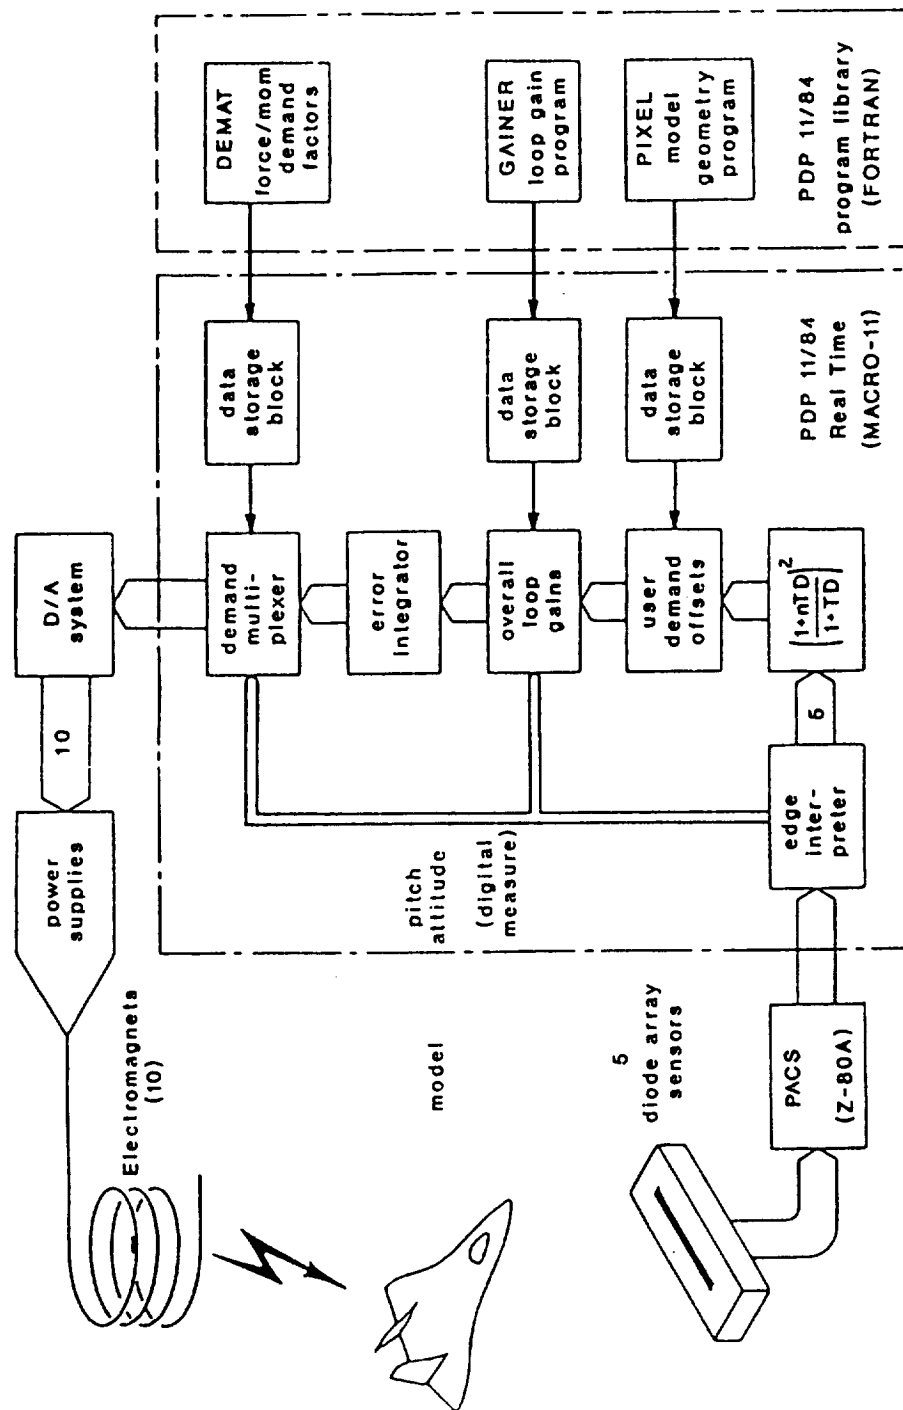 Electromagnets
(10)
power
supplies
10
D/A
system
demand
multi-
plexer
data
storage
block
DEMAT
force/mom
demand
factors
error
integrator
model
pitch
attitude
(digital
measure)
overall
loop
gains
data
storage
block
GAINER
loop gain
program
5
diode array
sensors
user
demand
offsets
data
storage
block
PIXEL
model
geometry
program
PACS
(Z-80A)
edge
inter-
preter
5
(1+nTD
1+TD)²
PDP 11/84
Real Time
(MACRO-11)
PDP 11/84
program library
(FORTRAN)